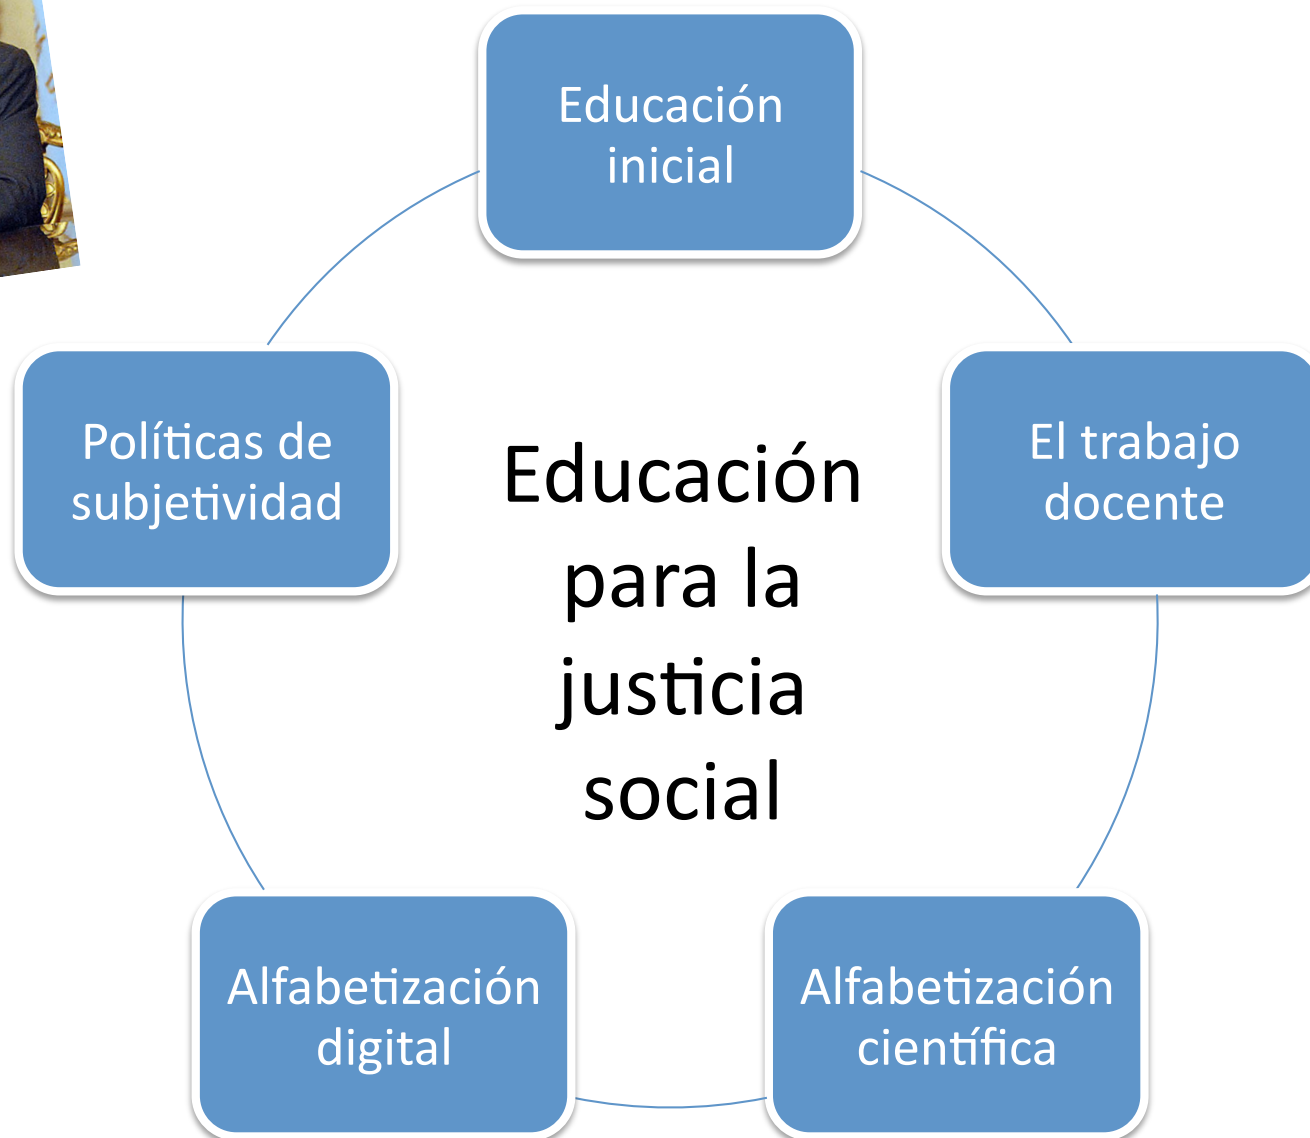 Educación
inicial
Políticas de
subjetividad
El trabajo
docente
Educación
para la
justicia
social
Alfabetización
digital
Alfabetización
científica